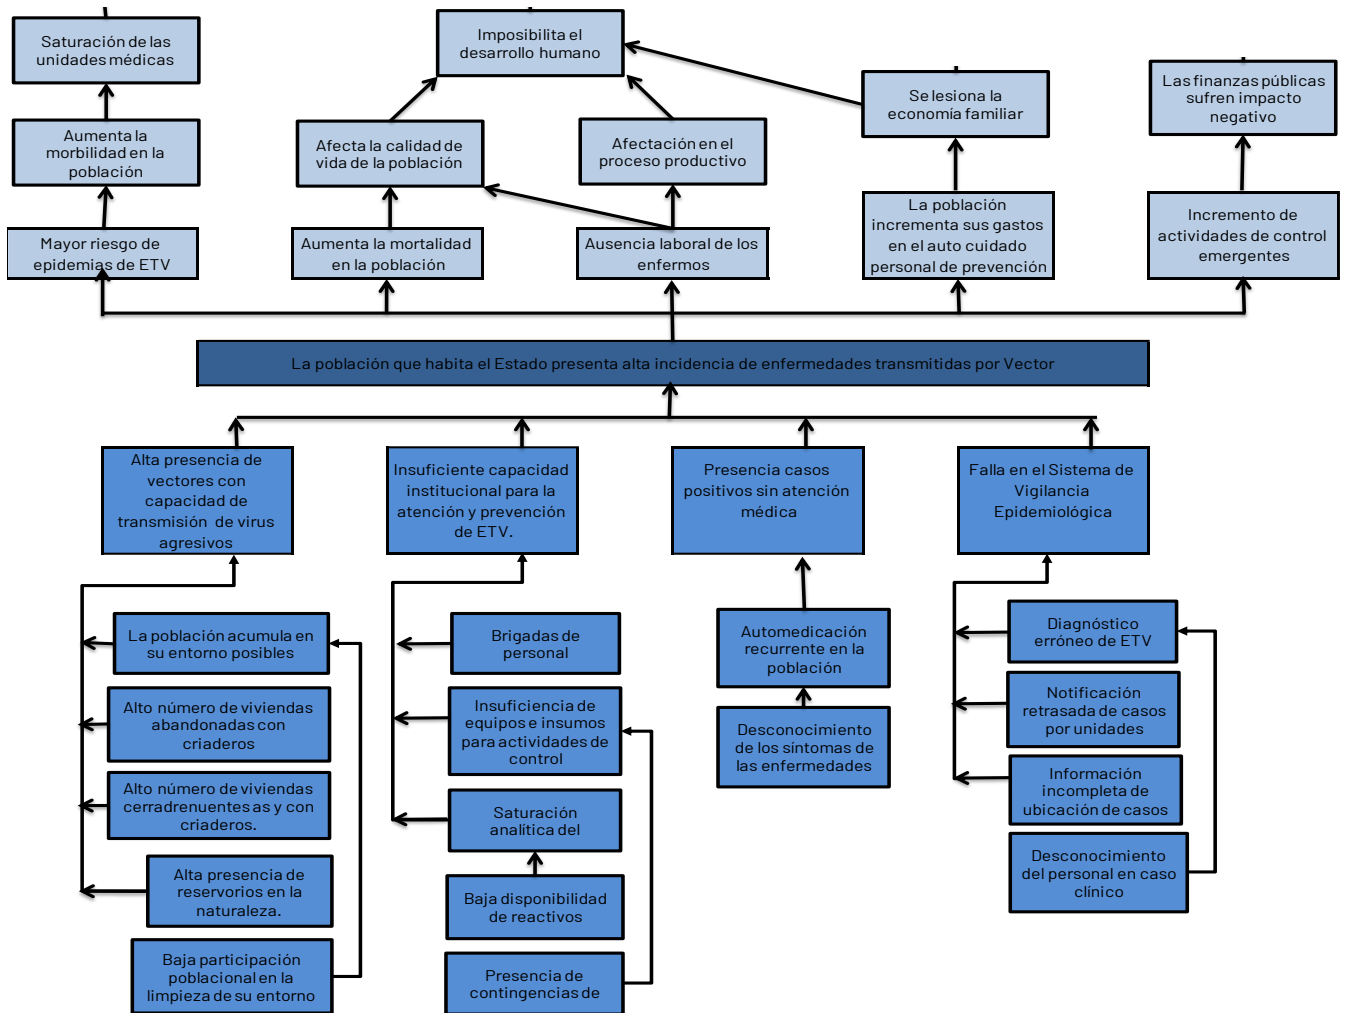 Saturación de las
unidades médicas
Imposibilita el
desarrollo humano
Se lesiona la
economía familiar
Las finanzas públicas
sufren impacto
negativo
Aumenta la
morbilidad en la
población
Afecta la calidad de
vida de la población
Afectación en el
proceso productivo
Mayor riesgo de
epidemias de ETV
Aumenta la mortalidad
en la población
Ausencia laboral de los
enfermos
La población
incrementa sus gastos
en el auto cuidado
personal de prevención
Incremento de
actividades de control
emergentes
La población que habita el Estado presenta alta incidencia de enfermedades transmitidas por Vector
Alta presencia de
vectores con
capacidad de
transmisión de virus
agresivos
Insuficiente capacidad
institucional para la
atención y prevención
de ETV.
Presencia casos
positivos sin atención
médica
Falla en el Sistema de
Vigilancia
Epidemiológica
La población acumula en
su entorno posibles
Alto número de viviendas
abandonadas con
criaderos
Alto número de viviendas
cerradrenuentes as y con
criaderos.
Alta presencia de
reservorios en la
naturaleza.
Baja participación
poblacional en la
limpieza de su entorno
Brigadas de
personal
Insuficiencia de
equipos e insumos
para actividades de
control
Saturación
analítica del
Baja disponibilidad
de reactivos
Presencia de
contingencias de
Automedicación
recurrente en la
población
Desconocimiento
de los síntomas de
las enfermedades
Diagnóstico
erróneo de ETV
Notificación
retrasada de casos
por unidades
Información
incompleta de
ubicación de casos
Desconocimiento
del personal en caso
clínico